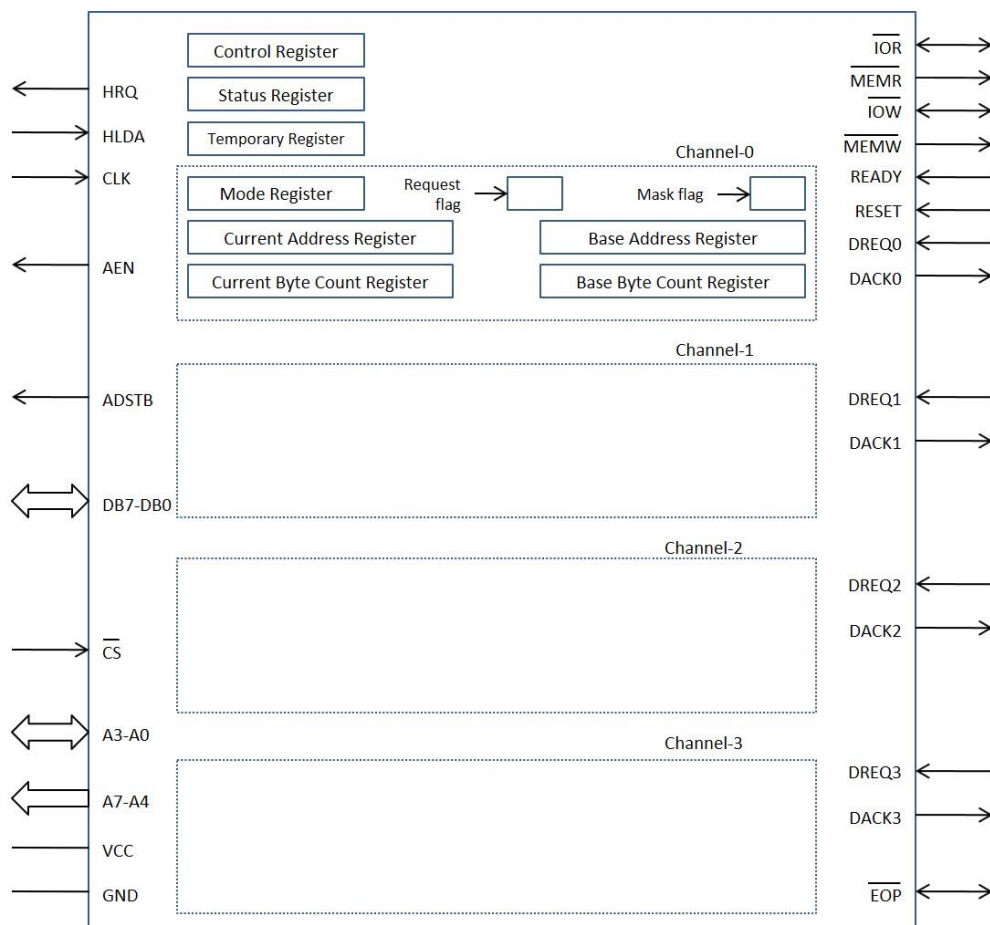 Control Register
IOR
HRQ
Status Register
MEMR
IOW
HLDA
Temporary Register
MEMW
Channel-0
CLK
Mode Register
Request
flag
Mask flag
READY
RESET
Current Address Register
Base Address Register
DREQ0
AEN
Current Byte Count Register
Base Byte Count Register
DACK0
Channel-1
ADSTB
DREQ1
DACK1
DB7-DB0
Channel-2
DREQ2
DACK2
CS
A3-A0
Channel-3
DREQ3
A7-A4
DACK3
VCC
GND
EOP